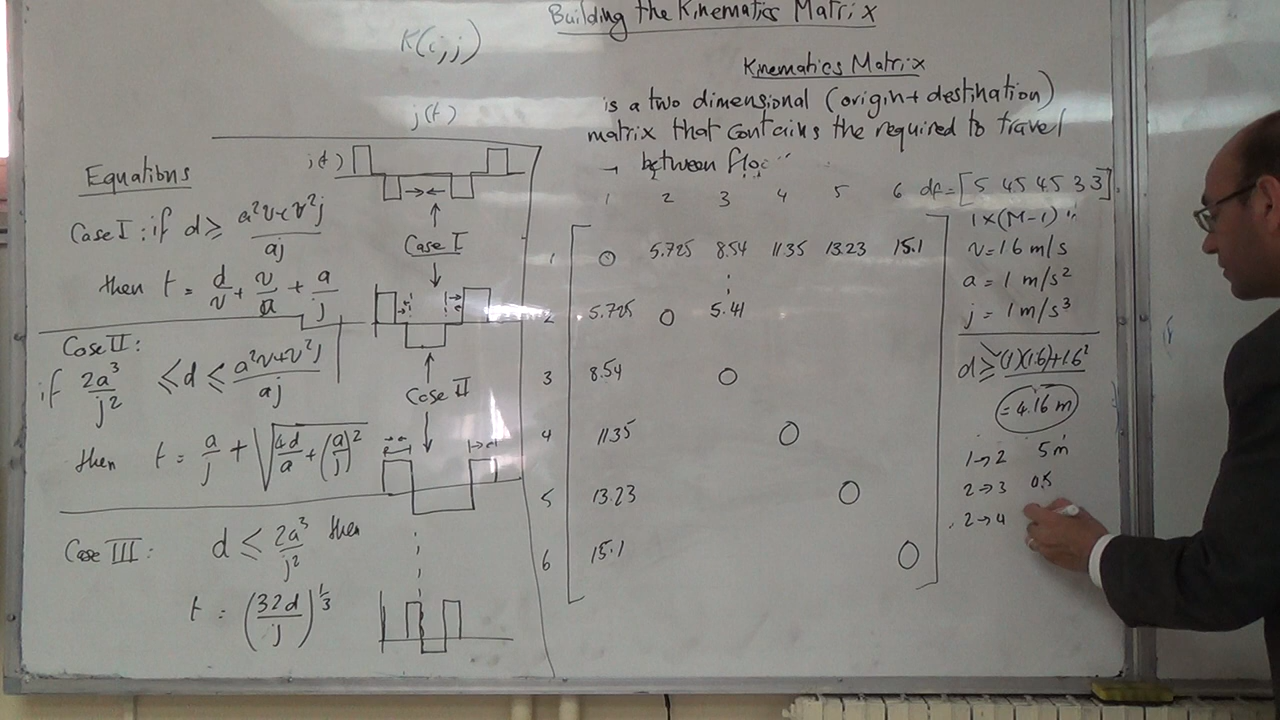 Building the Kinematics Matrix
K(i,j)
Kinematics Matrix
is a two dimensional (origin + destination)
matrix that contains the required to travel
between floo
j(t)
j(t)
Equations
Case I: if d ≥ (a²v + v²j)/(aj)
then t = d/v + v/a + a/j
Case I
Case II:
if 2a³/j² ≤ d ≤ (a²v + v²j)/(aj)
then t = a/j + √(4d/a + (a/j)²)
Case II
Case III: d ≤ 2a³/j² then
t = (32d/j)^(1/3)
1 2 3 4 5 6
1 0 5.725 8.54 11.35 13.23 15.1
2 5.725 0 5.41
3 8.54 0
4 11.35 0
5 13.23 0
6 15.1 0
df = [5 4.5 4.5 3 3]
1×(M-1)
v = 1.6 m/s
a = 1 m/s²
j = 1 m/s³
d ≥ (1)(1.6)+1.6²
= 4.16 m
1→2 5m
2→3
2→4